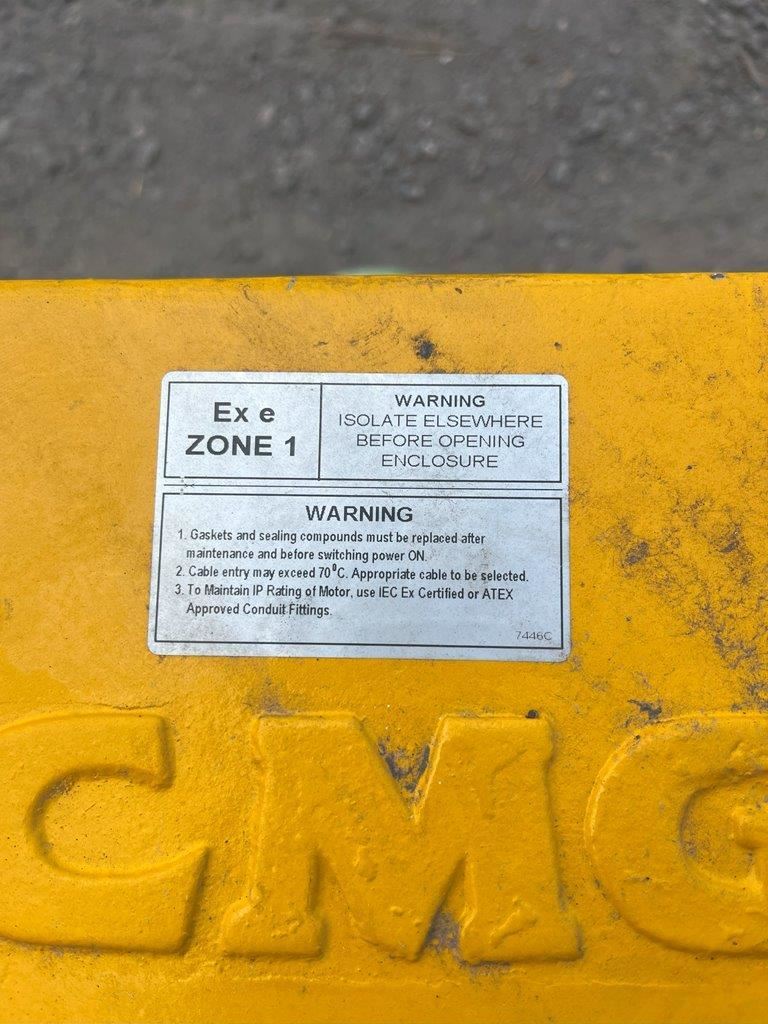 Ex e
ZONE 1
WARNING
ISOLATE ELSEWHERE
BEFORE OPENING
ENCLOSURE
WARNING
1. Gaskets and sealing compounds must be replaced after
maintenance and before switching power ON.
2. Cable entry may exceed 70⁰C. Appropriate cable to be selected.
3. To Maintain IP Rating of Motor, use IEC Ex Certified or ATEX
Approved Conduit Fittings.
7446C
CMG